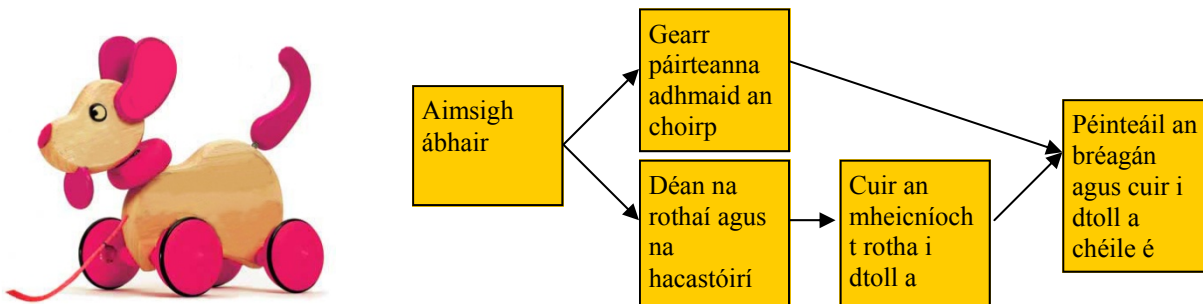 Aimsigh
ábhair
Gearr
páirteanna
adhmaid an
choirp
Déan na
rothaí agus
na
hacastóirí
Cuir an
mheicníoch
t rotha i
dtoll a
Péinteáil an
bréagán
agus cuir i
dtoll a
chéile é